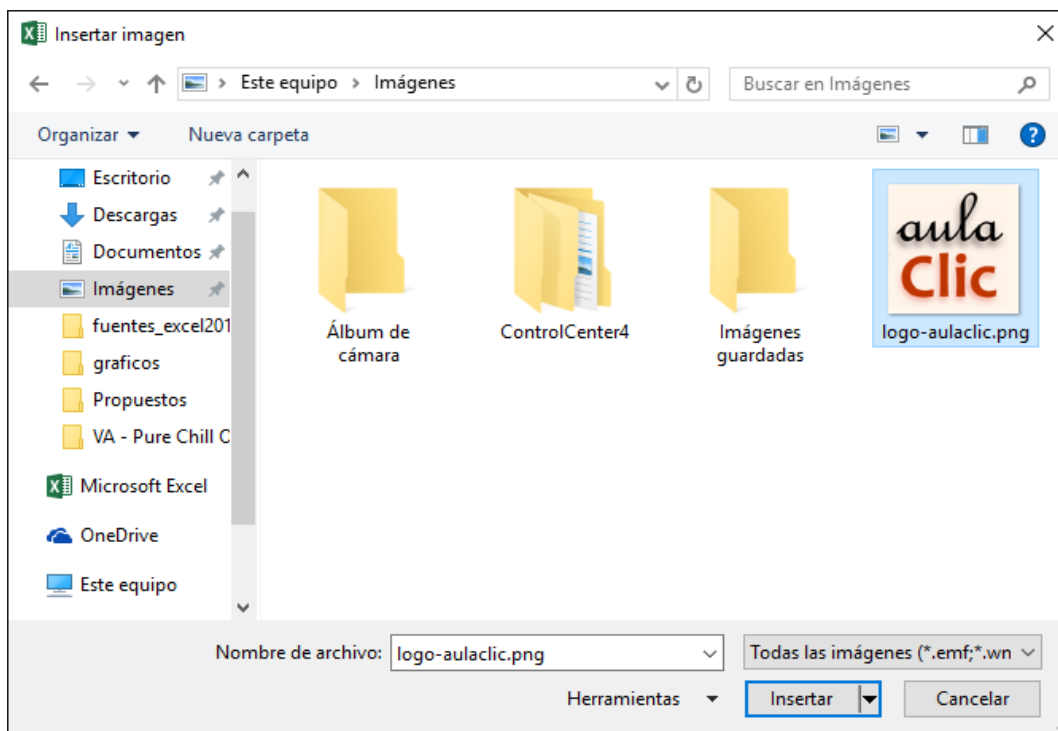 Insertar imagen
Este equipo > Imágenes
Buscar en Imágenes
Organizar
Nueva carpeta
Escritorio
Descargas
Documentos
Imágenes
fuentes_excel201
graficos
Propuestos
VA - Pure Chill O
Microsoft Excel
OneDrive
Este equipo
Álbum de
cámara
ControlCenter4
Imágenes
guardadas
aula
Clic
logo-aulaclic.png
Nombre de archivo:
logo-aulaclic.png
Todas las imágenes (*.emf;*.wn
Herramientas
Insertar
Cancelar